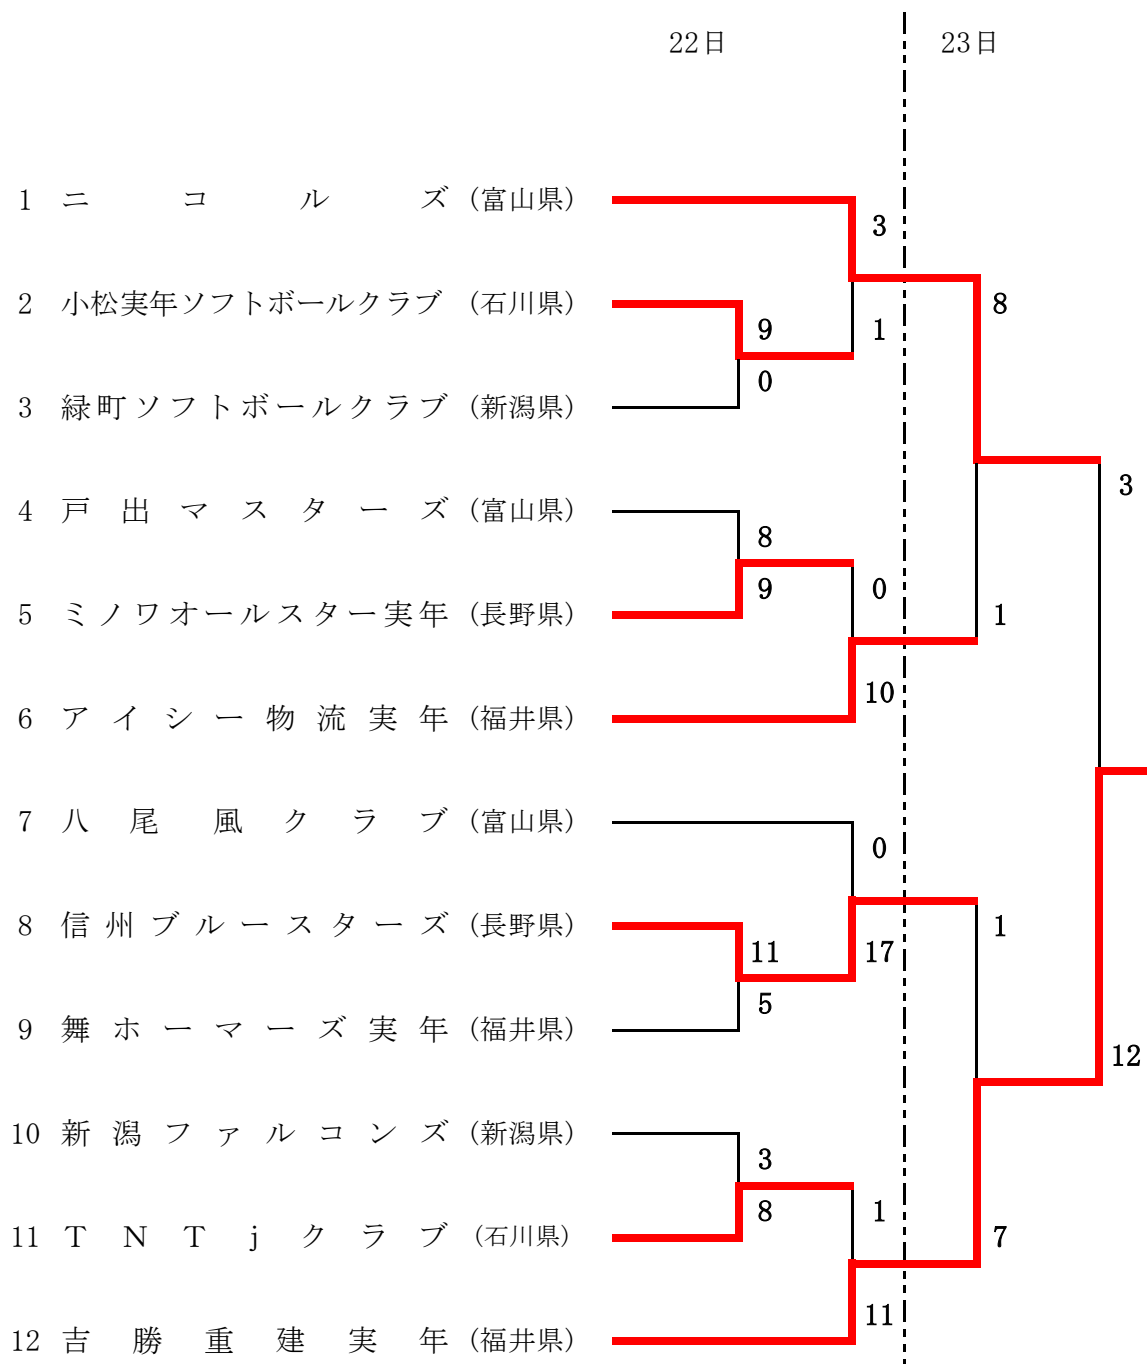 22日 23日
1 ニコルズ (富山県)
3
8
2 小松実年ソフトボールクラブ (石川県)
9 1
0
3 緑町ソフトボールクラブ (新潟県)
3
4 戸出マスターズ (富山県)
8
9 0
5 ミノワオールスター実年 (長野県)
1
10
6 アイシー物流実年 (福井県)
7 八尾風クラブ (富山県)
0
8 信州ブルースターズ (長野県)
1
11 17
5
9 舞ホーマーズ実年 (福井県)
12
10 新潟ファルコンズ (新潟県)
3
8 1
11 TNTjクラブ (石川県)
7
11
12 吉勝重建実年 (福井県)